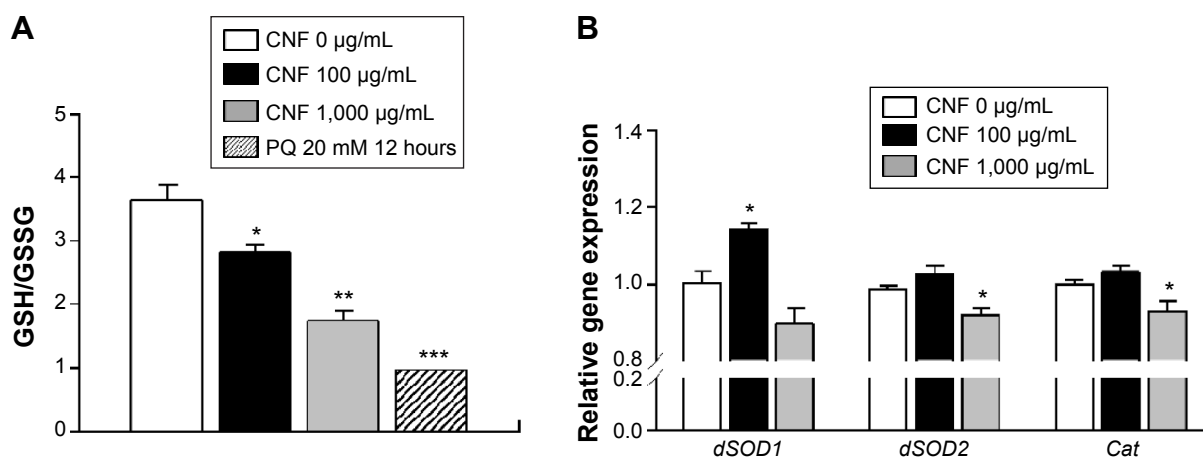 A
CNF 0 µg/mL
CNF 100 µg/mL
CNF 1,000 µg/mL
PQ 20 mM 12 hours
GSH/GSSG
5
4
3
2
1
0
*
**
***
B
CNF 0 µg/mL
CNF 100 µg/mL
CNF 1,000 µg/mL
Relative gene expression
1.4
1.2
1.0
0.8
0.2
0.0
*
*
*
dSOD1 dSOD2 Cat